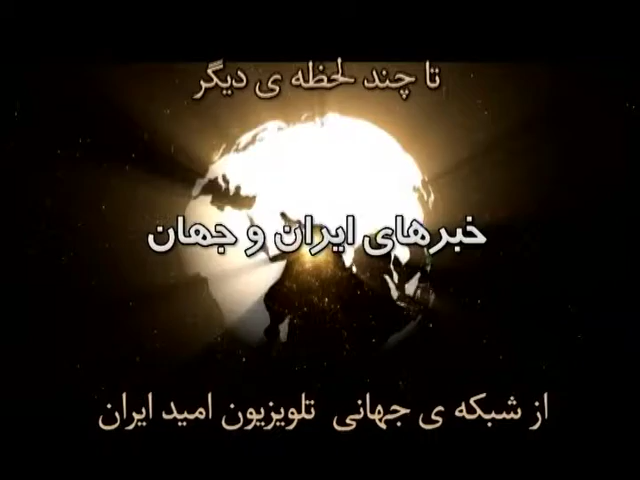 تا چند لحظه ی دیگر
خبرهای ایران و جهان
از شبکه ی جهانی تلویزیون امید ایران